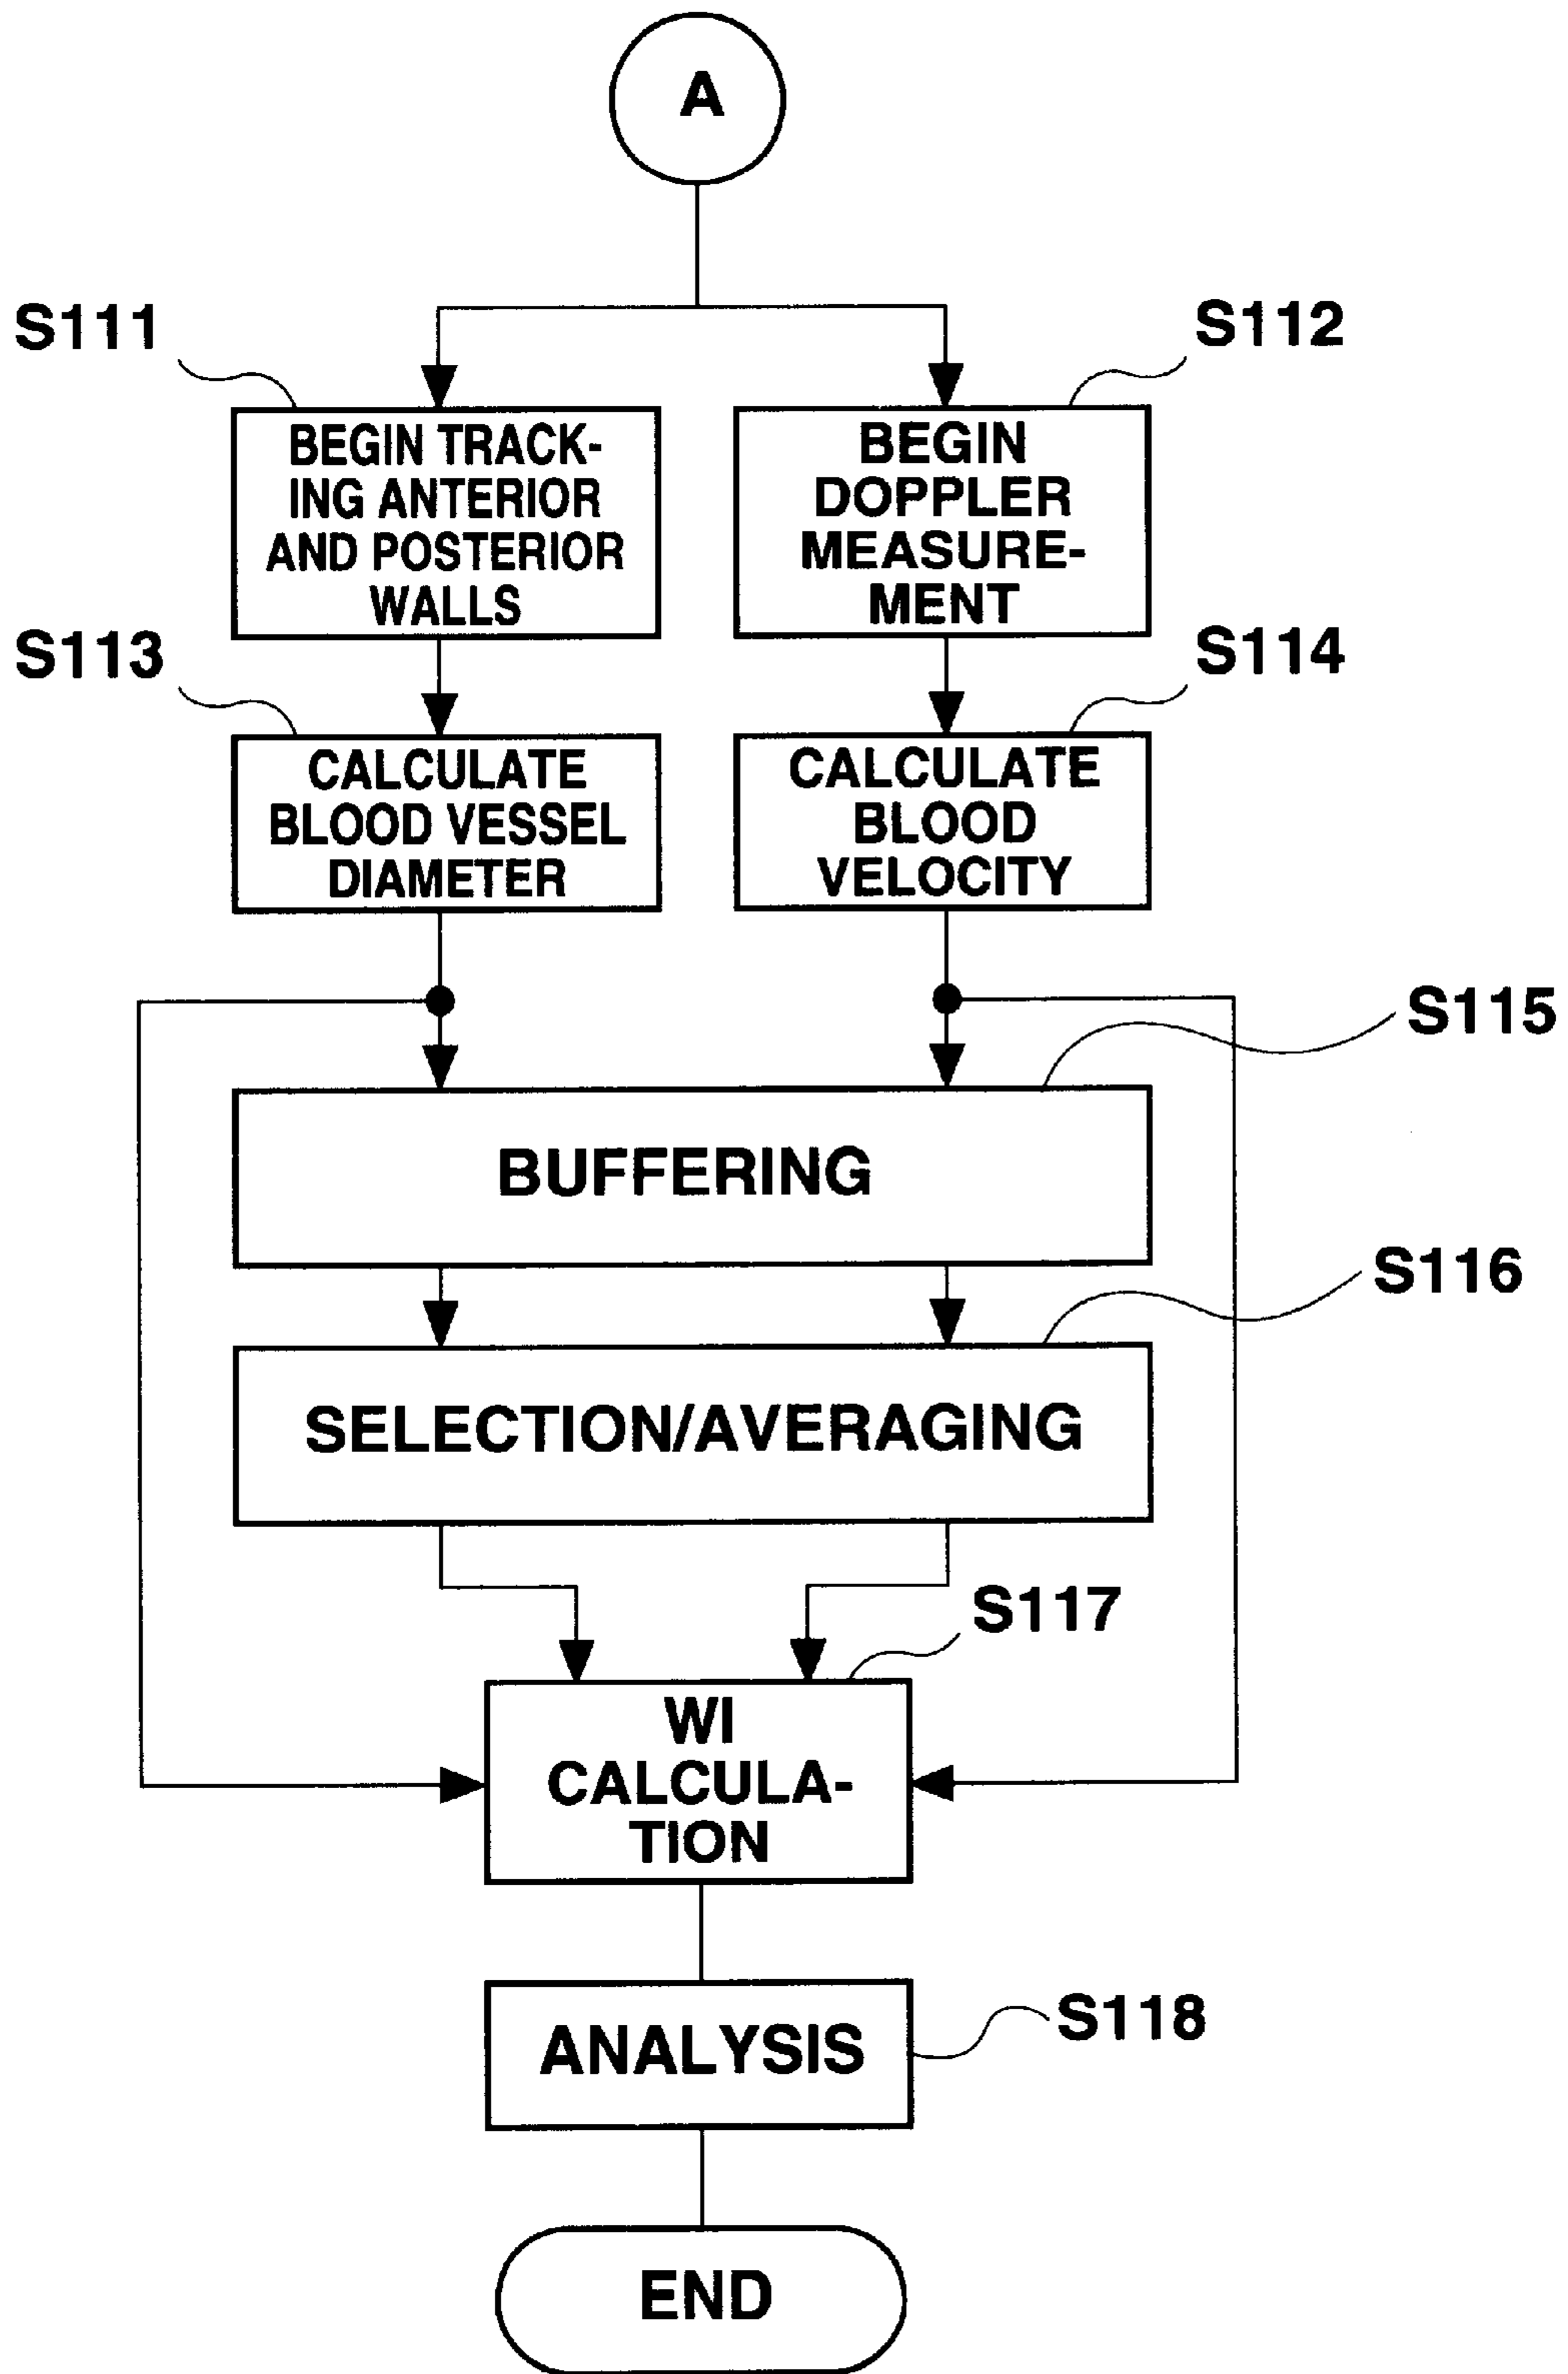 A
S111
S112
BEGIN TRACK-
ING ANTERIOR
AND POSTERIOR
WALLS
BEGIN
DOPPLER
MEASURE-
MENT
S113
S114
CALCULATE
BLOOD VESSEL
DIAMETER
CALCULATE
BLOOD
VELOCITY
S115
BUFFERING
S116
SELECTION/AVERAGING
S117
WI
CALCULA-
TION
S118
ANALYSIS
END